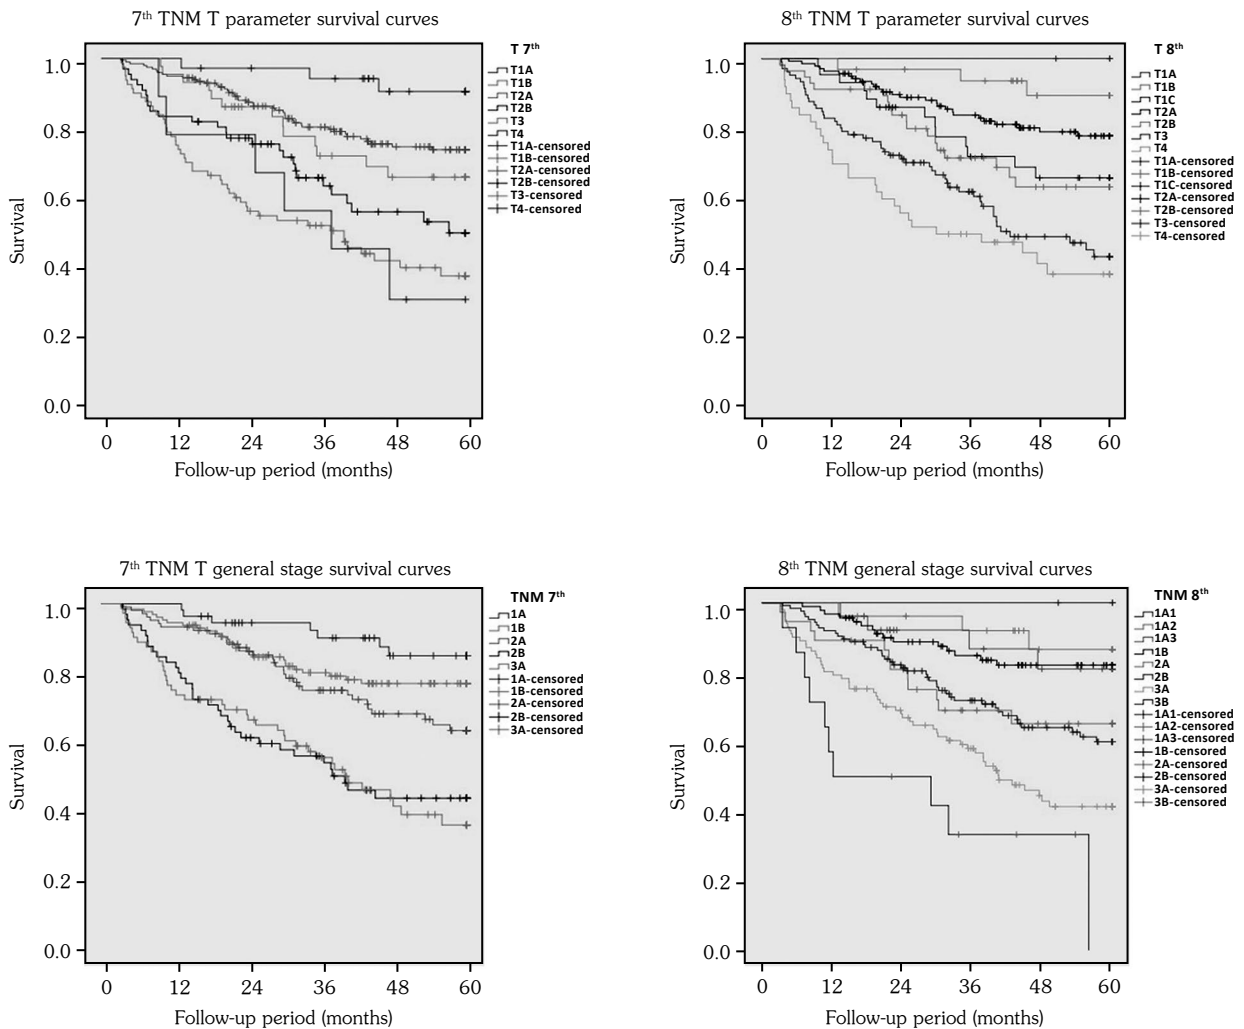 7th TNM T parameter survival curves
Survival
1.0
0.8
0.6
0.4
0.2
0.0
0 12 24 36 48 60
Follow-up period (months)
T 7th
T1A
T1B
T2A
T2B
T3
T4
T1A-censored
T1B-censored
T2A-censored
T2B-censored
T3-censored
T4-censored
8th TNM T parameter survival curves
Survival
1.0
0.8
0.6
0.4
0.2
0.0
0 12 24 36 48 60
Follow-up period (months)
T 8th
T1A
T1B
T1C
T2A
T2B
T3
T4
T1A-censored
T1B-censored
T1C-censored
T2A-censored
T2B-censored
T3-censored
T4-censored
7th TNM T general stage survival curves
Survival
1.0
0.8
0.6
0.4
0.2
0.0
0 12 24 36 48 60
Follow-up period (months)
TNM 7th
1A
1B
2A
2B
3A
1A-censored
1B-censored
2A-censored
2B-censored
3A-censored
8th TNM general stage survival curves
Survival
1.0
0.8
0.6
0.4
0.2
0.0
0 12 24 36 48 60
Follow-up period (months)
TNM 8th
1A1
1A2
1A3
1B
2A
2B
3A
3B
1A1-censored
1A2-censored
1A3-censored
1B-censored
2A-censored
2B-censored
3A-censored
3B-censored